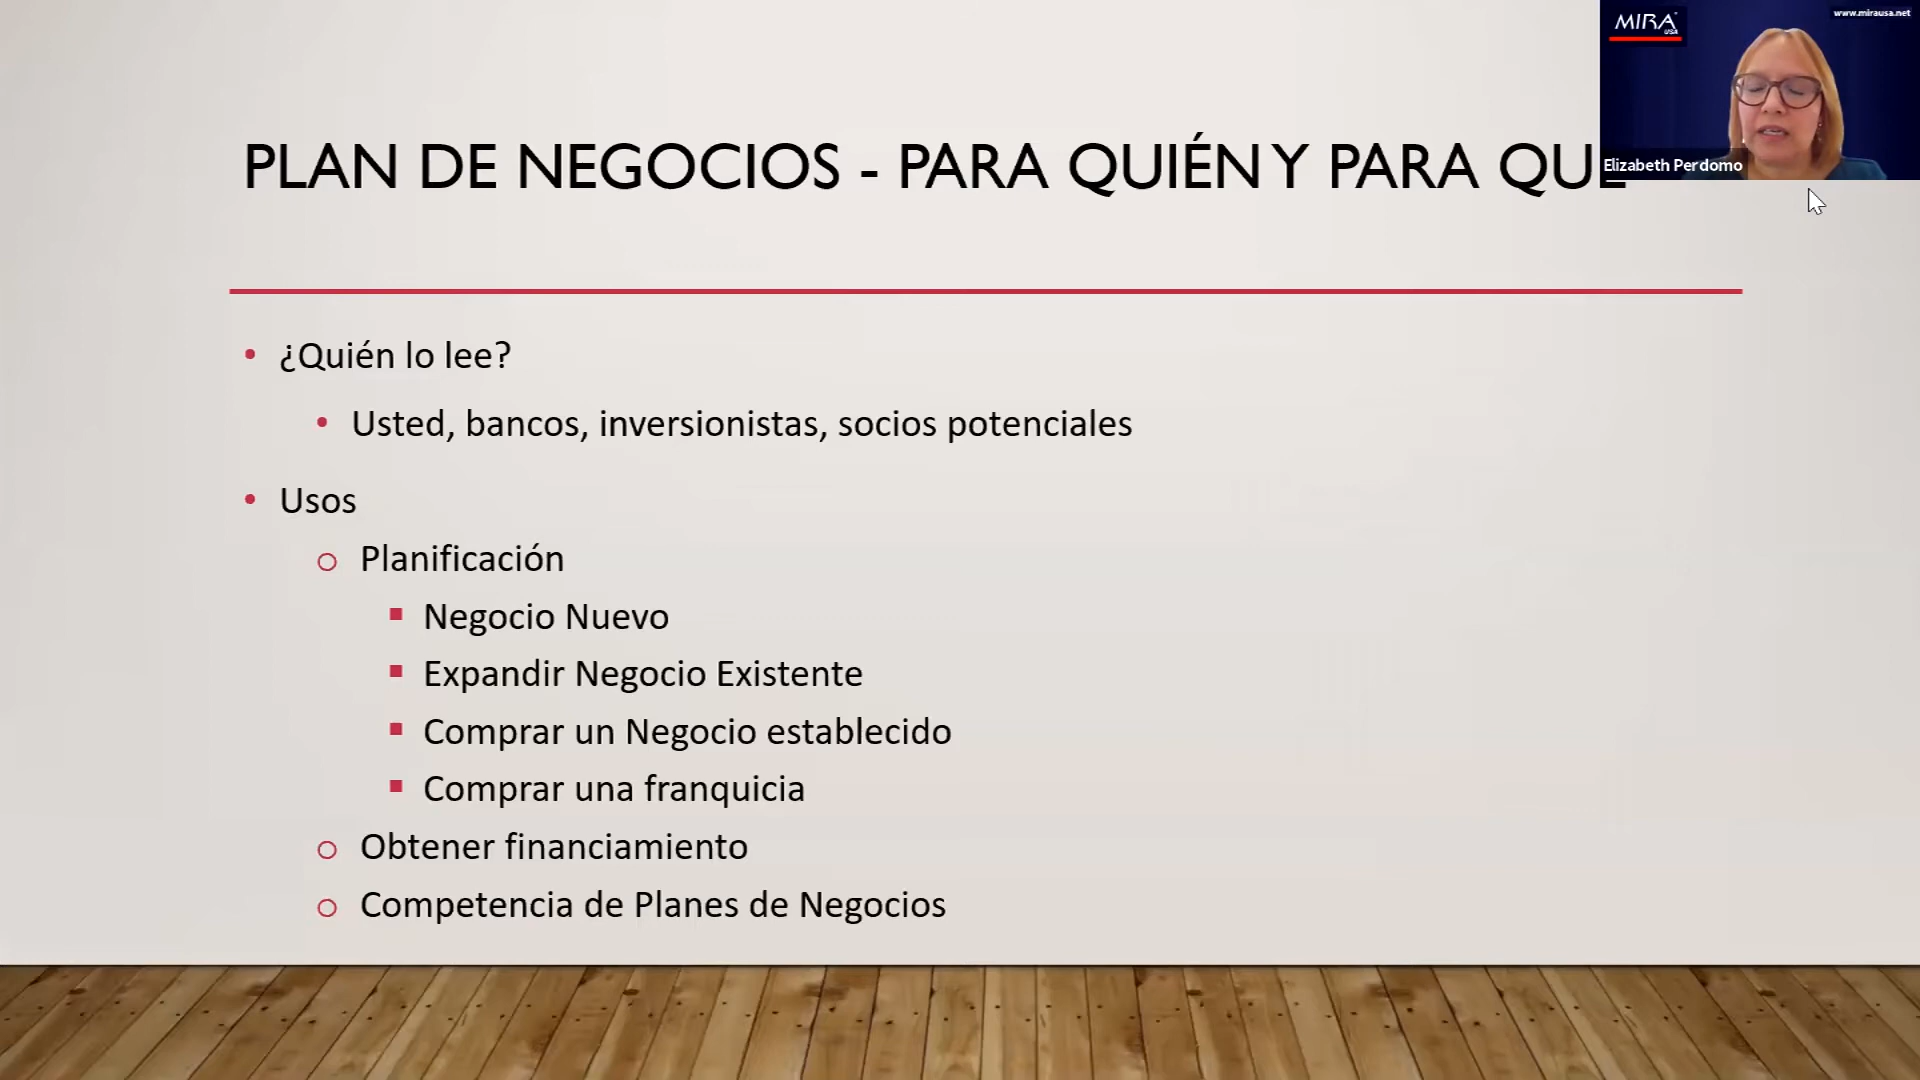 MIRA
USA
www.mirausa.net
Elizabeth Perdomo
PLAN DE NEGOCIOS - PARA QUIÉN Y PARA QUE
• ¿Quién lo lee?
• Usted, bancos, inversionistas, socios potenciales
• Usos
o Planificación
▪ Negocio Nuevo
▪ Expandir Negocio Existente
▪ Comprar un Negocio establecido
▪ Comprar una franquicia
o Obtener financiamiento
o Competencia de Planes de Negocios